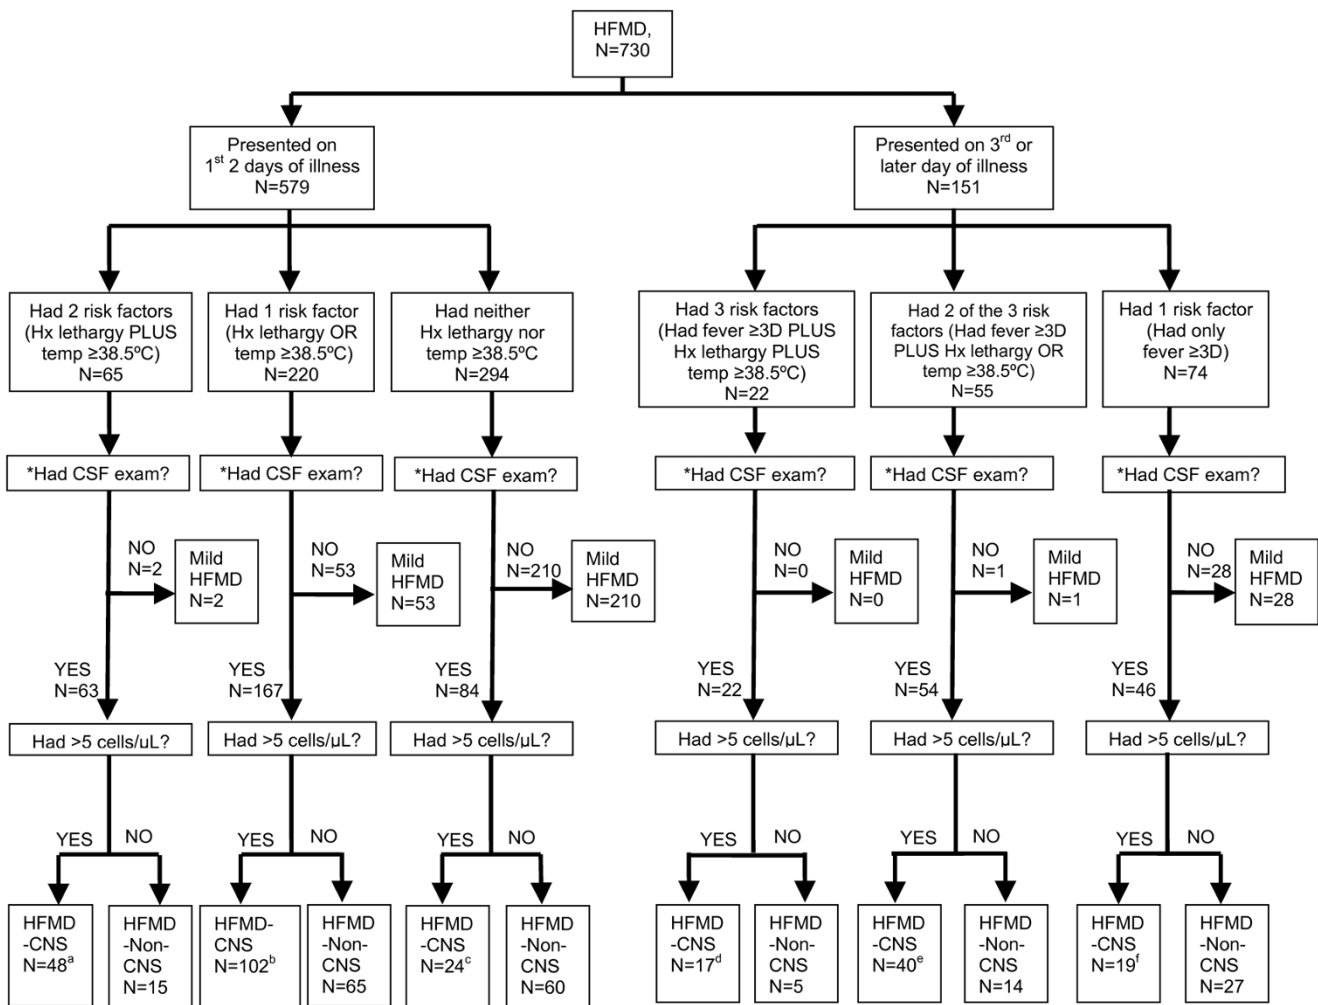 HFMD,
N=730
Presented on
1st 2 days of illness
N=579
Presented on 3rd or
later day of illness
N=151
Had 2 risk factors
(Hx lethargy PLUS
temp ≥38.5ºC)
N=65
Had 1 risk factor
(Hx lethargy OR
temp ≥38.5ºC)
N=220
Had neither
Hx lethargy nor
temp ≥38.5ºC
N=294
Had 3 risk factors
(Had fever ≥3D PLUS
Hx lethargy PLUS
temp ≥38.5ºC)
N=22
Had 2 of the 3 risk
factors (Had fever ≥3D
PLUS Hx lethargy OR
temp ≥38.5ºC)
N=55
Had 1 risk factor
(Had only
fever ≥3D)
N=74
*Had CSF exam?
*Had CSF exam?
*Had CSF exam?
*Had CSF exam?
*Had CSF exam?
*Had CSF exam?
NO
N=2
Mild
HFMD
N=2
NO
N=53
Mild
HFMD
N=53
NO
N=210
Mild
HFMD
N=210
NO
N=0
Mild
HFMD
N=0
NO
N=1
Mild
HFMD
N=1
NO
N=28
Mild
HFMD
N=28
YES
N=63
YES
N=167
YES
N=84
YES
N=22
YES
N=54
YES
N=46
Had >5 cells/µL?
Had >5 cells/µL?
Had >5 cells/µL?
Had >5 cells/µL?
Had >5 cells/µL?
Had >5 cells/µL?
YES NO
YES NO
YES NO
YES NO
YES NO
YES NO
HFMD
-CNS
N=48a
HFMD
-Non-
CNS
N=15
HFMD-
CNS
N=102b
HFMD
-Non-
CNS
N=65
HFMD
-CNS
N=24c
HFMD
-Non-
CNS
N=60
HFMD
-CNS
N=17d
HFMD
-Non-
CNS
N=5
HFMD
-CNS
N=40e
HFMD
-Non-
CNS
N=14
HFMD
-CNS
N=19f
HFMD
-Non-
CNS
N=27